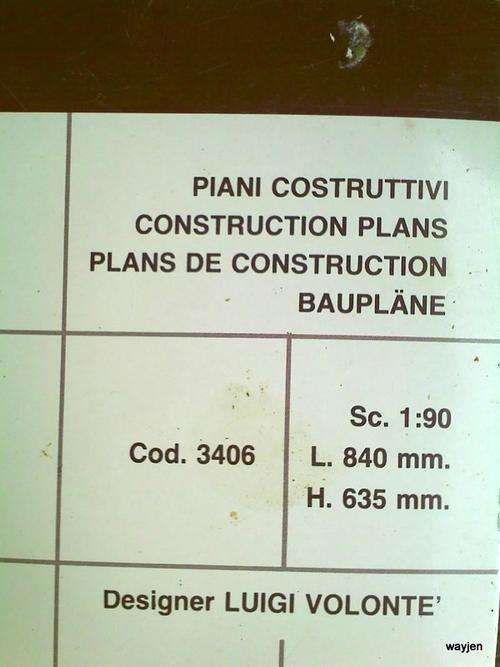 PIANI COSTRUTTIVI
CONSTRUCTION PLANS
PLANS DE CONSTRUCTION
BAUPLÄNE
Cod. 3406
Sc. 1:90
L. 840 mm.
H. 635 mm.
Designer LUIGI VOLONTE'
wayjen